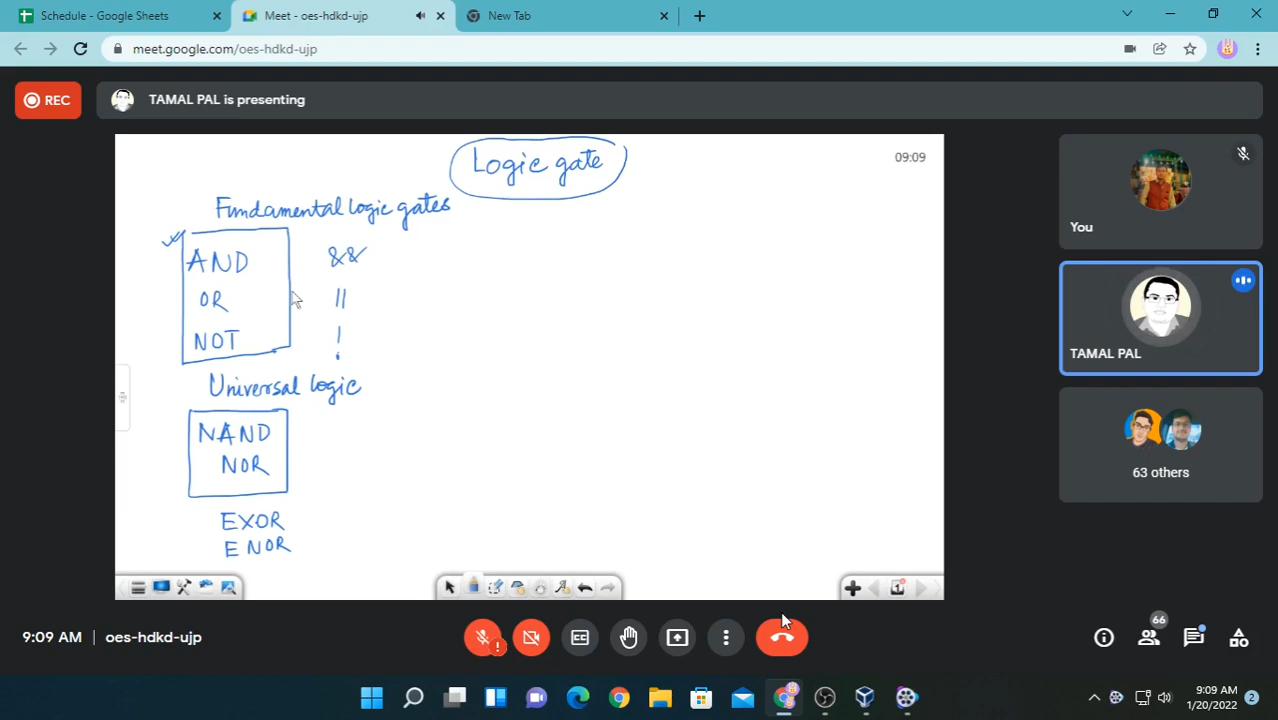 Schedule - Google Sheets
Meet - oes-hdkd-ujp
New Tab
meet.google.com/oes-hdkd-ujp
REC
TAMAL PAL is presenting
Logic gate
09:09
Fundamental logic gates
AND &&
OR ||
NOT !
Universal logic
NAND
NOR
EXOR
E NOR
You
TAMAL PAL
63 others
9:09 AM | oes-hdkd-ujp
66
9:09 AM
1/20/2022
2